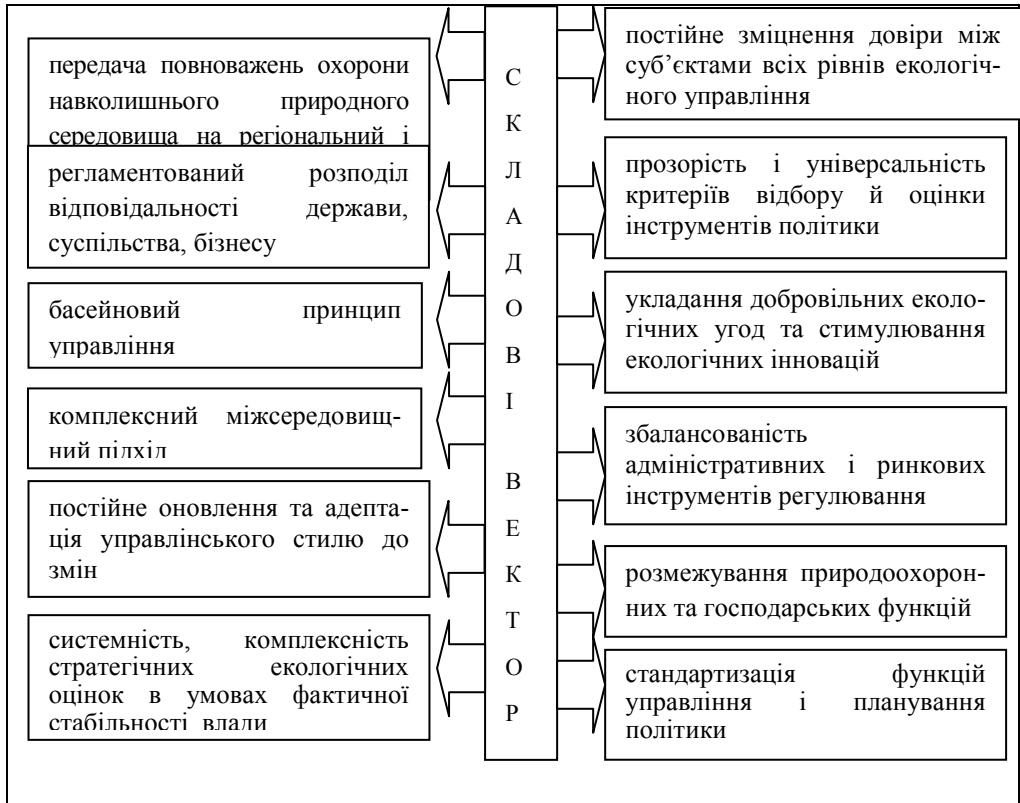 передача повноважень охорони
навколишнього природного
середовища на регіональний і
регламентований розподіл
відповідальності держави,
суспільства, бізнесу
басейновий принцип
управління
комплексний міжсередовищ-
ний підхід
постійне оновлення та адепта-
ція управлінського стилю до
змін
системність, комплексність
стратегічних екологічних
оцінок в умовах фактичної
стабільності влади
С
К
Л
А
Д
О
В
І
В
Е
К
Т
О
Р
постійне зміцнення довіри між
суб’єктами всіх рівнів екологіч-
ного управління
прозорість і універсальність
критеріїв відбору й оцінки
інструментів політики
укладання добровільних еколо-
гічних угод та стимулювання
екологічних інновацій
збалансованість
адміністративних і ринкових
інструментів регулювання
розмежування природоохорон-
них та господарських функцій
стандартизація функцій
управління і планування
політики